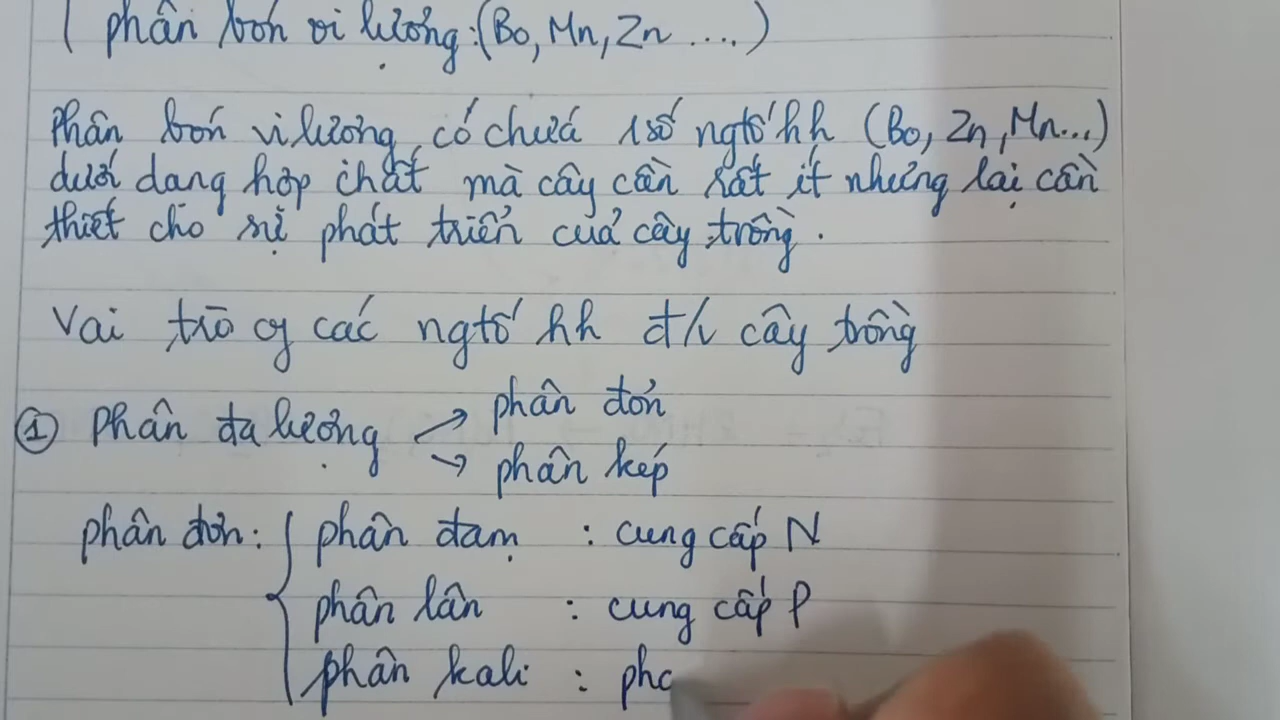 phân bón vi lượng: (Bo, Mn, Zn ....)
Phân bón vi lượng có chứa 1 số ngtố hh (Bo, Zn, Mn...)
dưới dạng hợp chất mà cây cần rất ít nhưng lại cần
thiết cho sự phát triển của cây trồng.
Vai trò of các ngtố hh đ/v cây trồng
① Phân đa lượng → phân đơn
→ phân kép
phân đơn: { phân đạm : cung cấp N
phân lân : cung cấp P
phân kali : pha